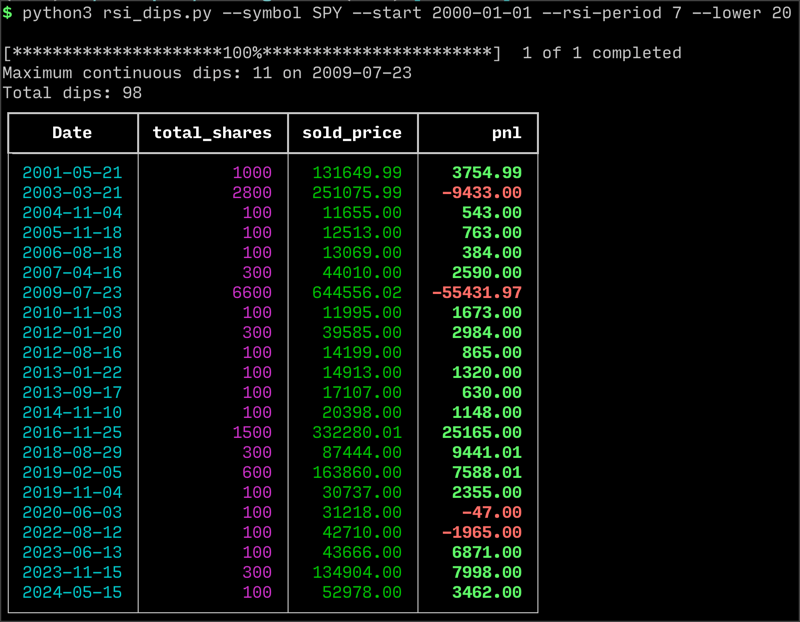 $ python3 rsi_dips.py --symbol SPY --start 2000-01-01 --rsi-period 7 --lower 20
[**********************100%***********************]  1 of 1 completed
Maximum continuous dips: 11 on 2009-07-23
Total dips: 98
Date total_shares sold_price pnl
2001-05-21 1000 131649.99 3754.99
2003-03-21 2800 251075.99 -9433.00
2004-11-04 100 11655.00 543.00
2005-11-18 100 12513.00 763.00
2006-08-18 100 13069.00 384.00
2007-04-16 300 44010.00 2590.00
2009-07-23 6600 644556.02 -55431.97
2010-11-03 100 11995.00 1673.00
2012-01-20 300 39585.00 2984.00
2012-08-16 100 14199.00 865.00
2013-01-22 100 14913.00 1320.00
2013-09-17 100 17107.00 630.00
2014-11-10 100 20398.00 1148.00
2016-11-25 1500 332280.01 25165.00
2018-08-29 300 87444.00 9441.01
2019-02-05 600 163860.00 7588.01
2019-11-04 100 30737.00 2355.00
2020-06-03 100 31218.00 -47.00
2022-08-12 100 42710.00 -1965.00
2023-06-13 100 43666.00 6871.00
2023-11-15 300 134904.00 7998.00
2024-05-15 100 52978.00 3462.00